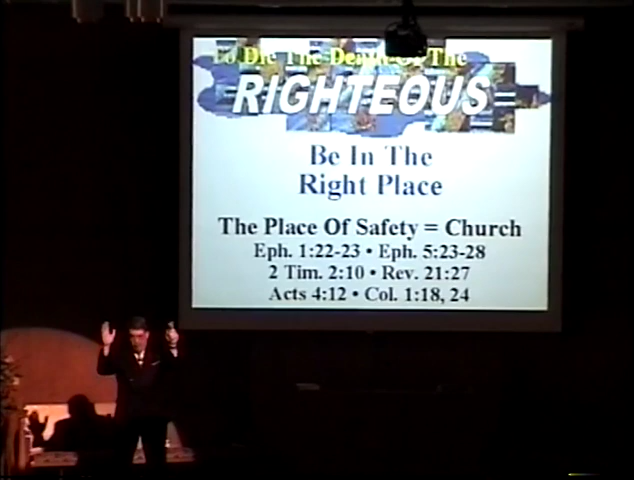 To Die The Death Of The
RIGHTEOUS
Be In The
Right Place
The Place Of Safety = Church
Eph. 1:22-23 • Eph. 5:23-28
2 Tim. 2:10 • Rev. 21:27
Acts 4:12 • Col. 1:18, 24